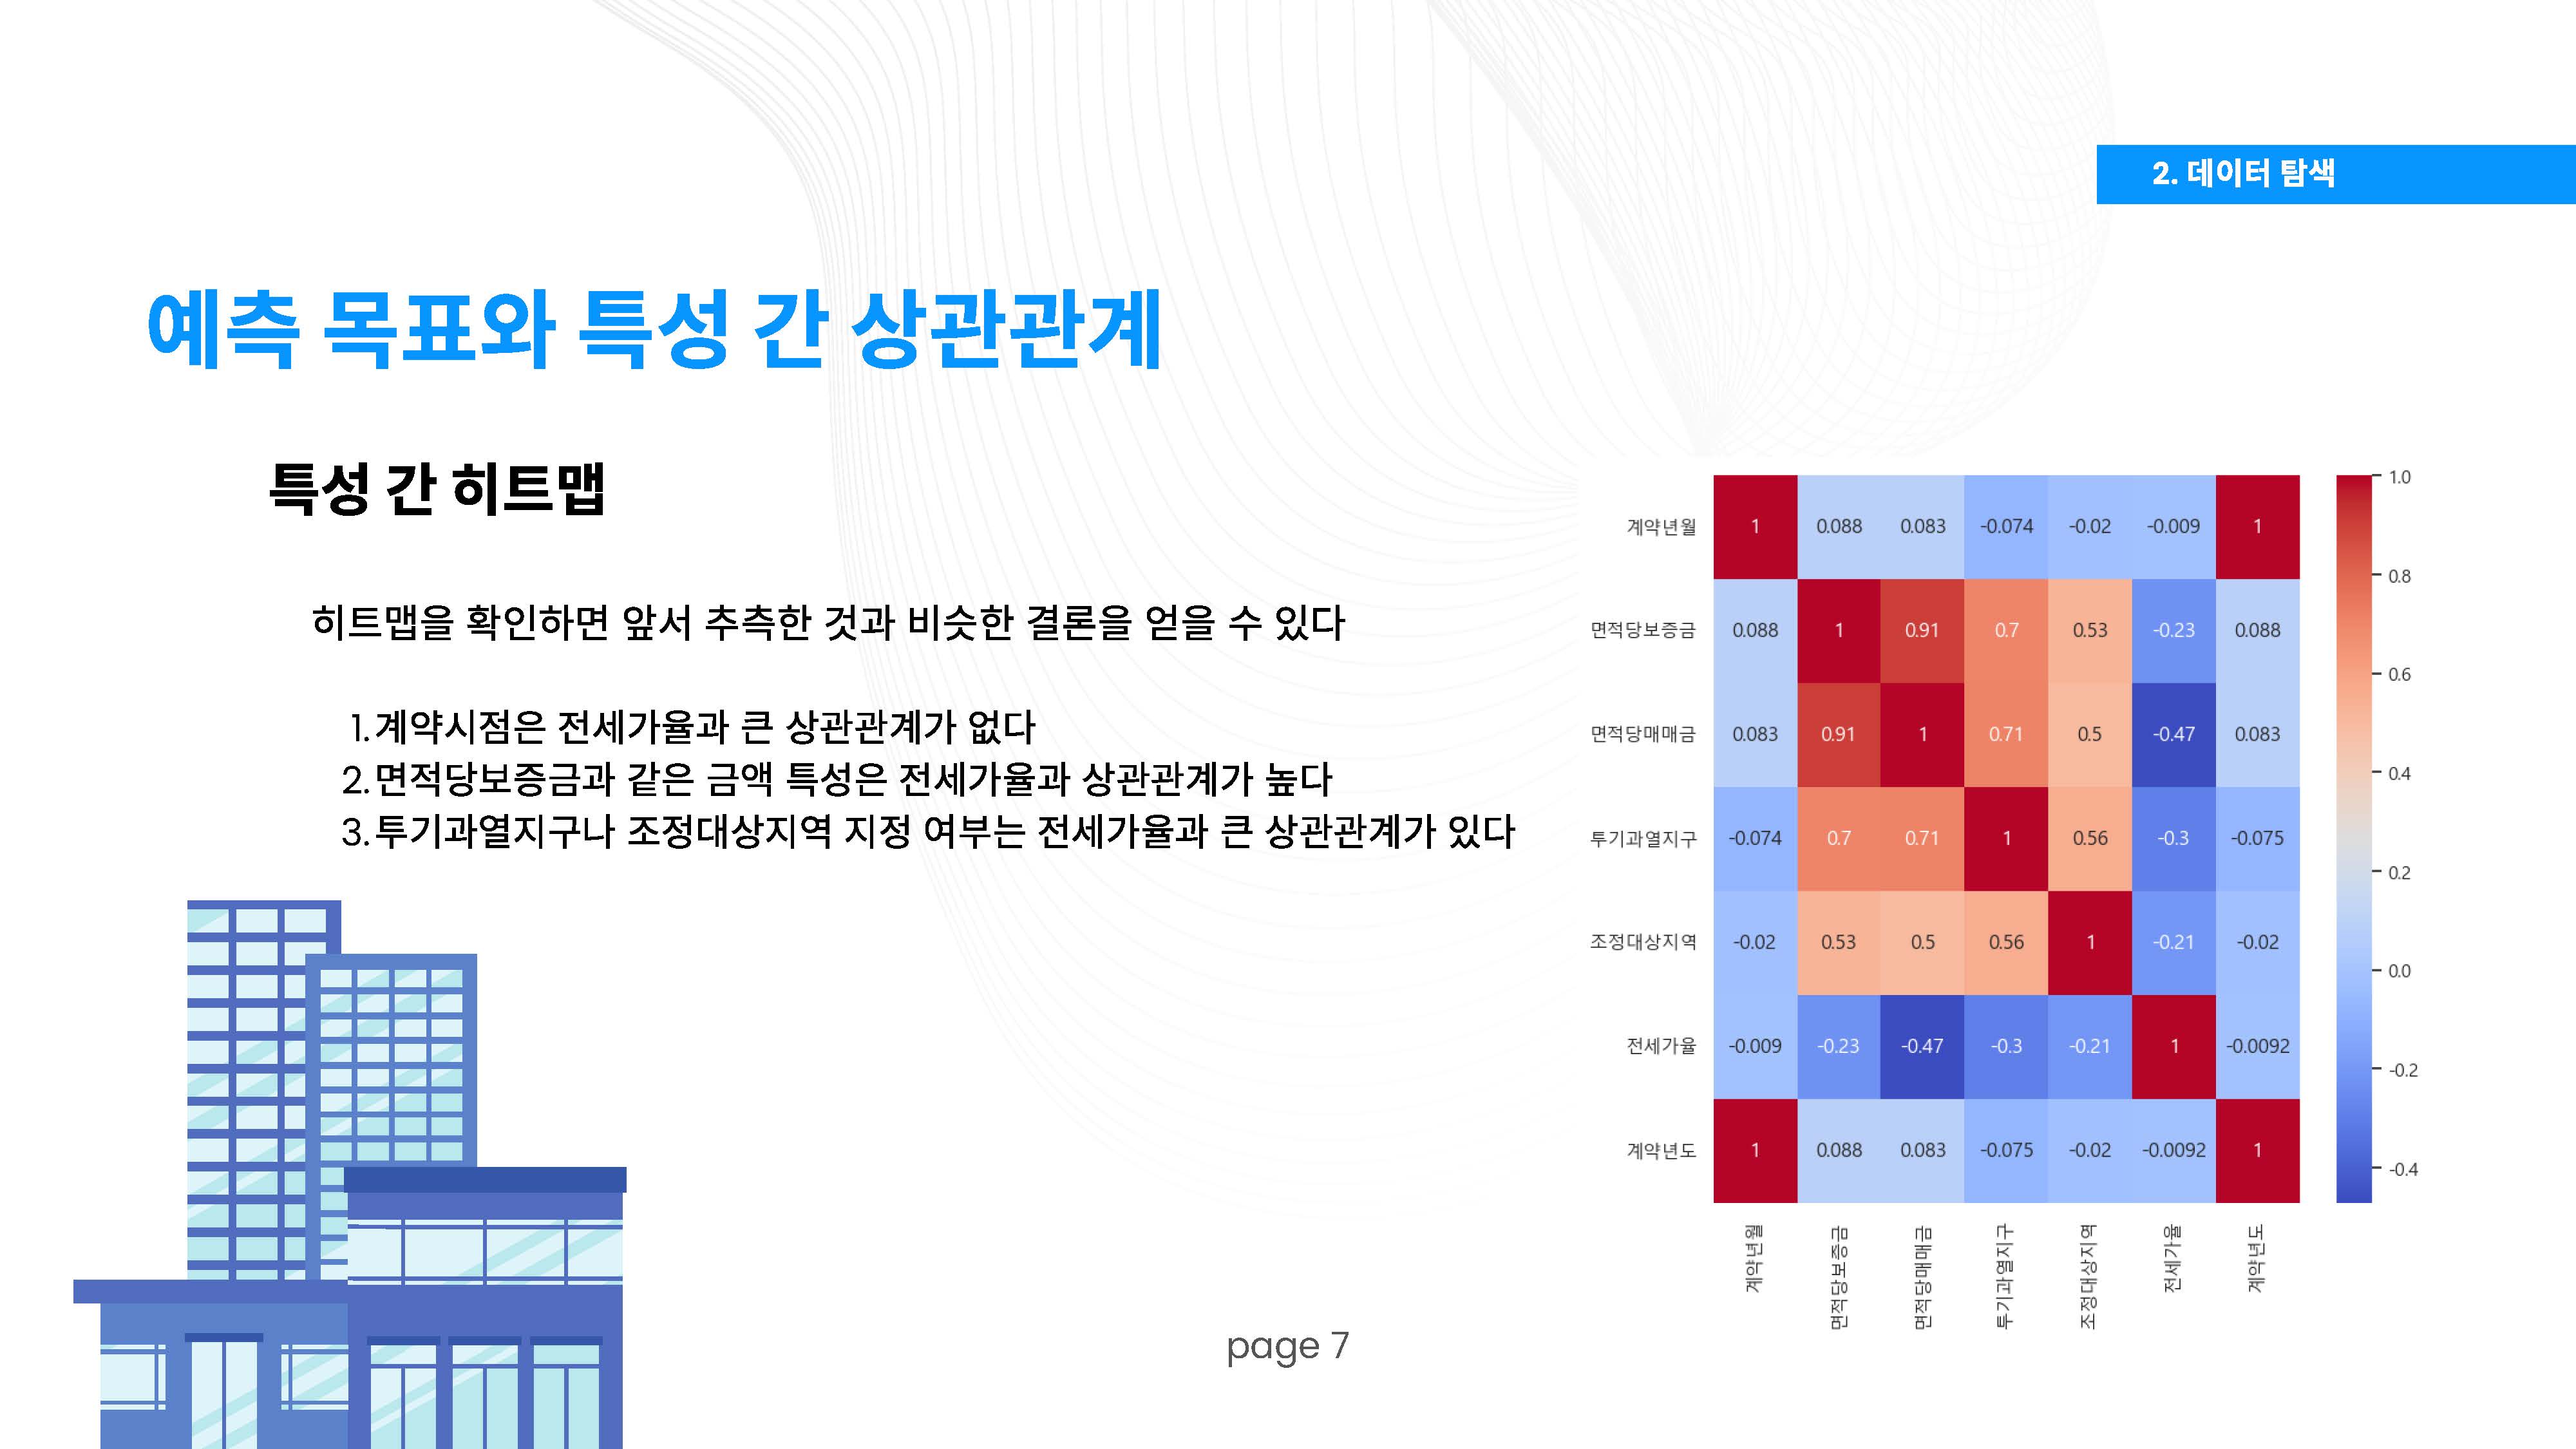 2. 데이터 탐색
예측 목표와 특성 간 상관관계
특성 간 히트맵
히트맵을 확인하면 앞서 추측한 것과 비슷한 결론을 얻을 수 있다
1. 계약시점은 전세가율과 큰 상관관계가 없다
2. 면적당보증금과 같은 금액 특성은 전세가율과 상관관계가 높다
3. 투기과열지구나 조정대상지역 지정 여부는 전세가율과 큰 상관관계가 있다
계약년월 1 0.088 0.083 -0.074 -0.02 -0.009 1
면적당보증금 0.088 1 0.91 0.7 0.53 -0.23 0.088
면적당매매금 0.083 0.91 1 0.71 0.5 -0.47 0.083
투기과열지구 -0.074 0.7 0.71 1 0.56 -0.3 -0.075
조정대상지역 -0.02 0.53 0.5 0.56 1 -0.21 -0.02
전세가율 -0.009 -0.23 -0.47 -0.3 -0.21 1 -0.0092
계약년도 1 0.088 0.083 -0.075 -0.02 -0.0092 1
계약년월 면적당보증금 면적당매매금 투기과열지구 조정대상지역 전세가율 계약년도
1.0
0.8
0.6
0.4
0.2
0.0
-0.2
-0.4
page 7